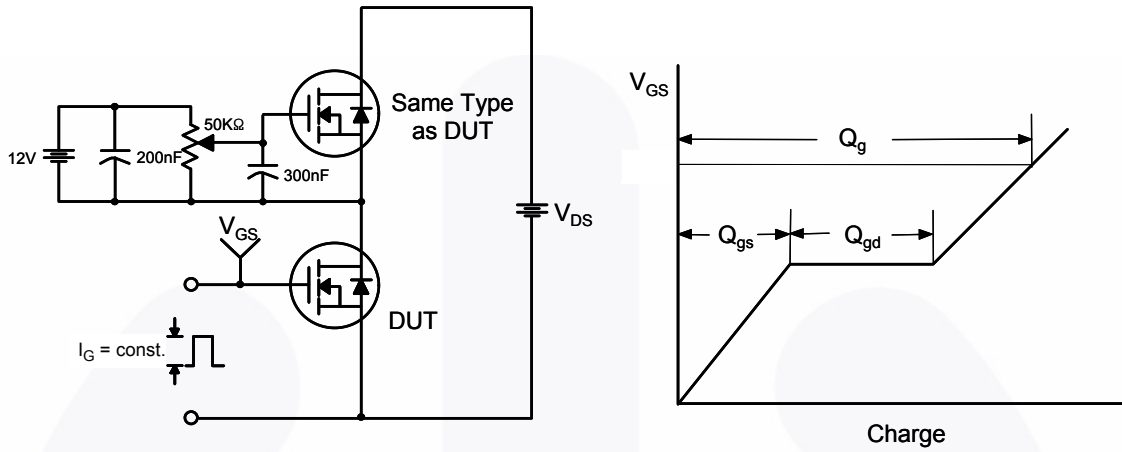 12V
200nF
50KΩ
300nF
Same Type
as DUT
V_DS
V_GS
DUT
I_G = const.
V_GS
Q_g
Q_gs
Q_gd
Charge